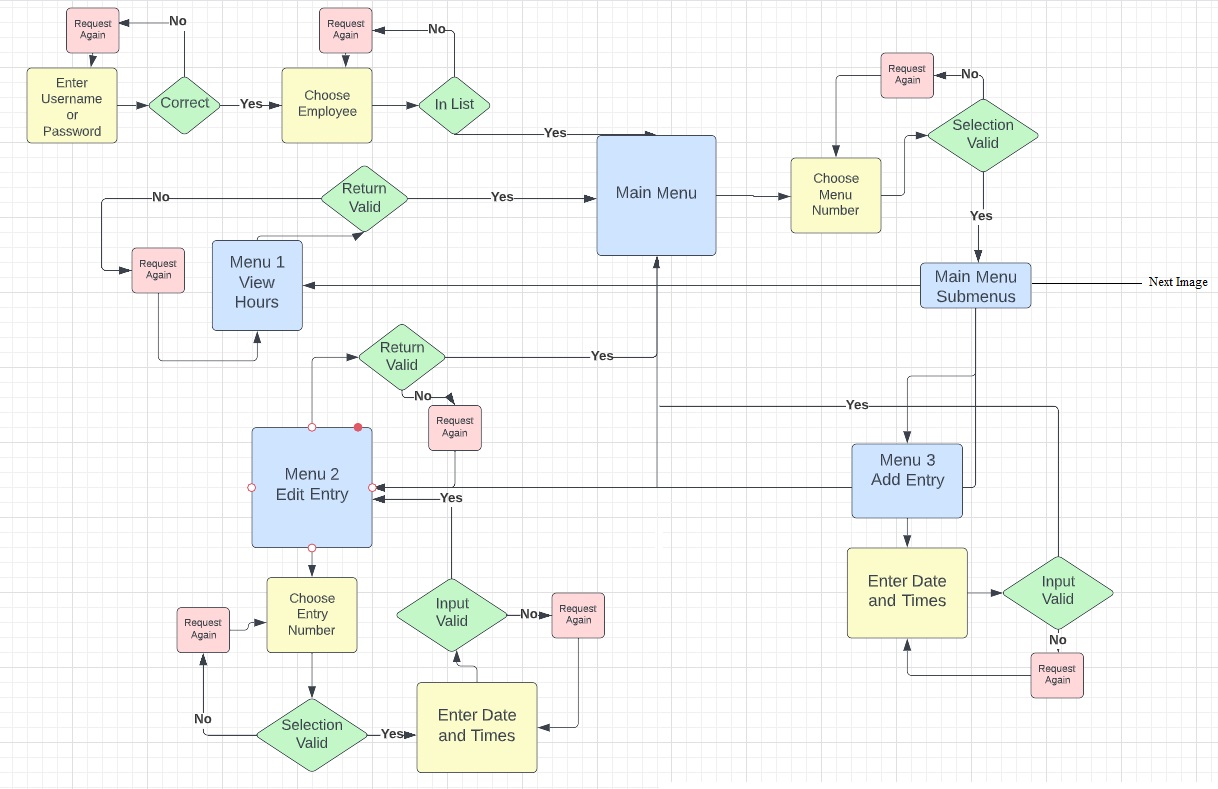 Request
Again
No
Enter
Username
or
Password
Correct
Yes
Request
Again
No
Choose
Employee
In List
Yes
Request
Again
No
Selection
Valid
Main Menu
Choose
Menu
Number
Yes
Return
Valid
No
Yes
Request
Again
Menu 1
View
Hours
Main Menu
Submenus
Next Image
Return
Valid
Yes
No
Request
Again
Yes
Menu 2
Edit Entry
Menu 3
Add Entry
Yes
Choose
Entry
Number
Request
Again
Input
Valid
No
Request
Again
Enter Date
and Times
Input
Valid
No
Request
Again
No
Selection
Valid
Yes
Enter Date
and Times